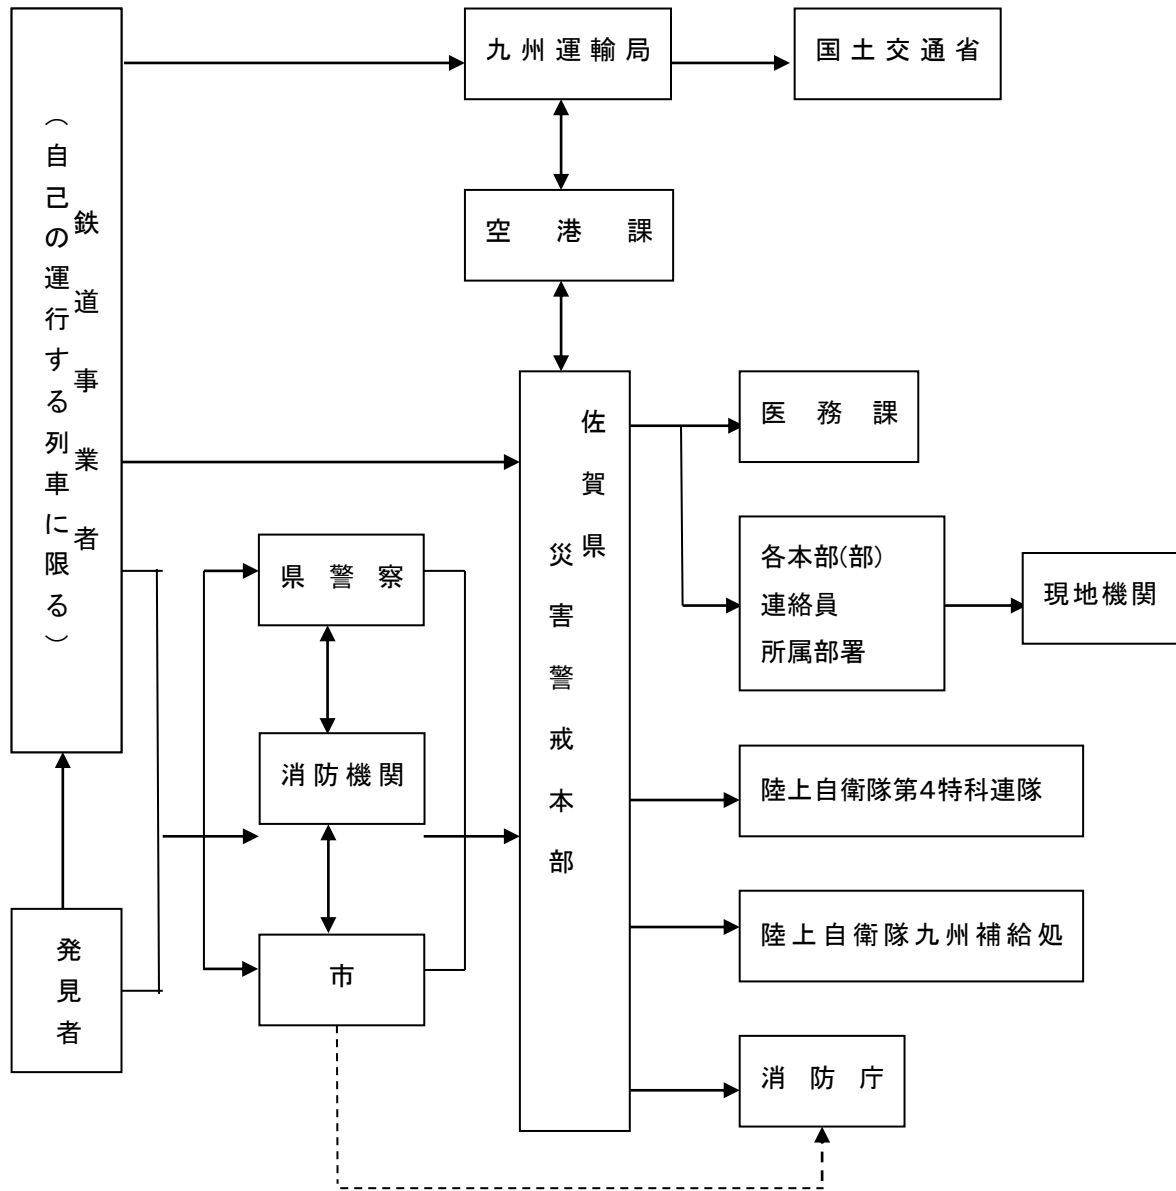 鉄道事業者
（自己の運行する列車に限る）
九州運輸局
国土交通省
空港課
佐賀県
災害警戒本部
医務課
各本部(部)
連絡員
所属部署
現地機関
県警察
消防機関
市
陸上自衛隊第4特科連隊
陸上自衛隊九州補給処
消防庁
発見者